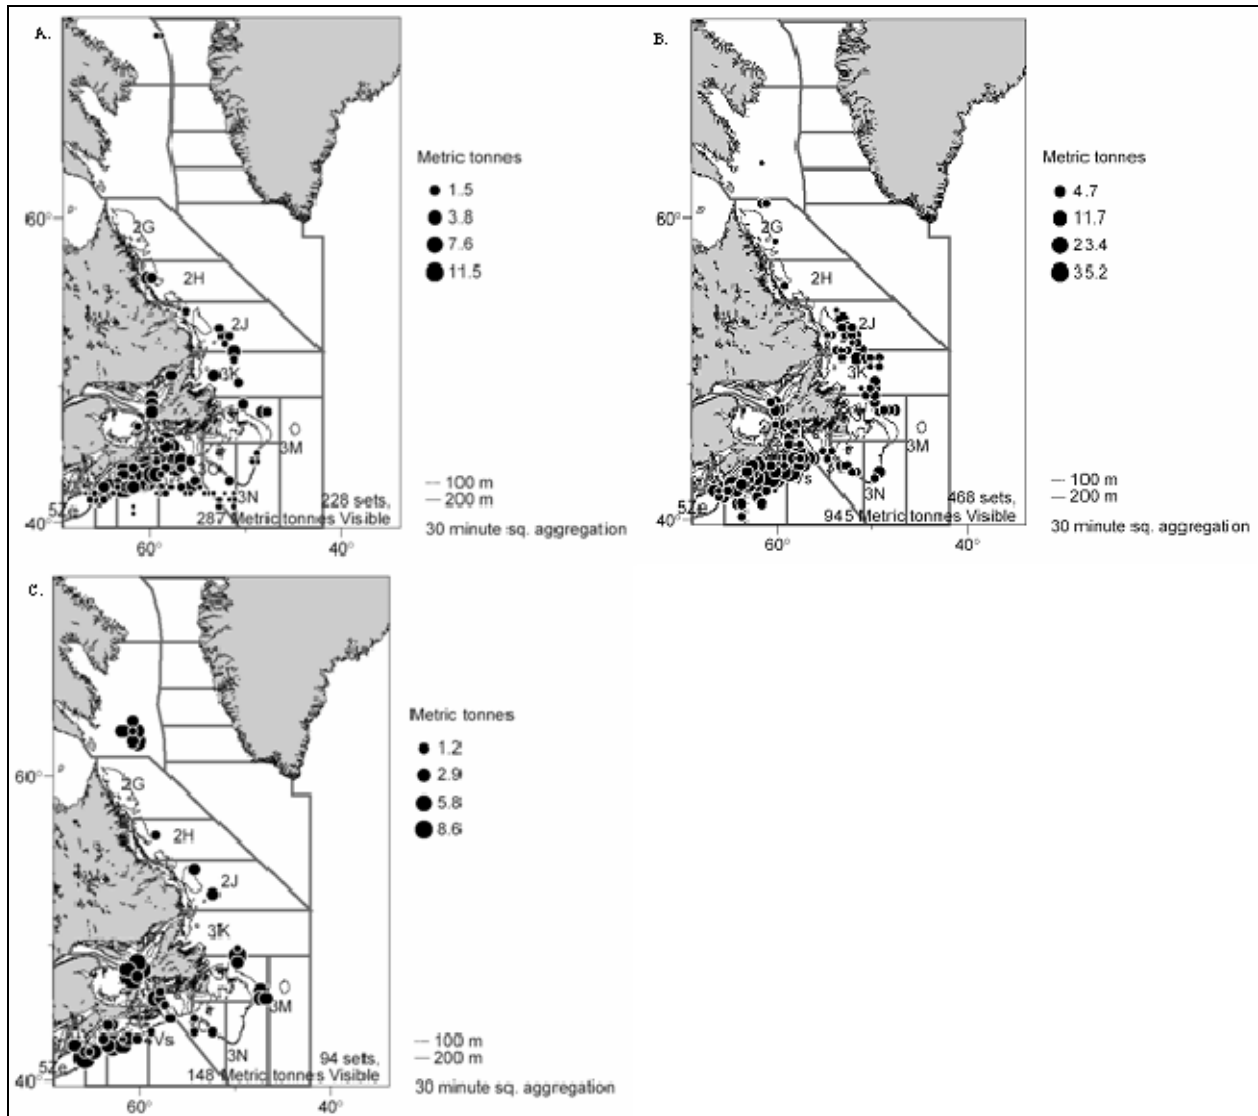 A.
Metric tonnes
1.5
3.8
7.6
11.5
60°
2G
2H
2J
3K
O
3M
3N
5Ze
228 sets,
287 Metric tonnes Visible
40°
60°
40°
100 m
200 m
30 minute sq. aggregation
B.
Metric tonnes
4.7
11.7
23.4
35.2
60°
2G
2H
2J
3K
O
3M
Vs
3N
5Ze
468 sets,
945 Metric tonnes Visible
40°
60°
40°
100 m
200 m
30 minute sq. aggregation
C.
Metric tonnes
1.2
2.9
5.8
8.6
60°
2G
2H
2J
3K
O
3M
Vs
3N
5Ze
94 sets,
148 Metric tonnes Visible
40°
60°
40°
100 m
200 m
30 minute sq. aggregation